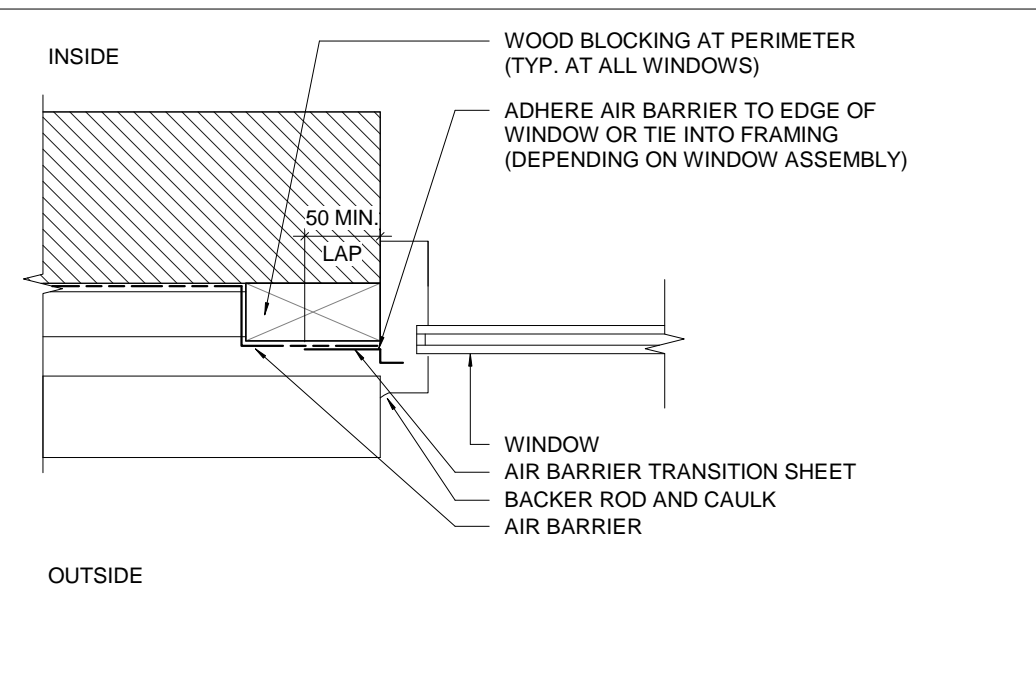 INSIDE
WOOD BLOCKING AT PERIMETER
(TYP. AT ALL WINDOWS)
ADHERE AIR BARRIER TO EDGE OF
WINDOW OR TIE INTO FRAMING
(DEPENDING ON WINDOW ASSEMBLY)
50 MIN.
LAP
WINDOW
AIR BARRIER TRANSITION SHEET
BACKER ROD AND CAULK
AIR BARRIER
OUTSIDE